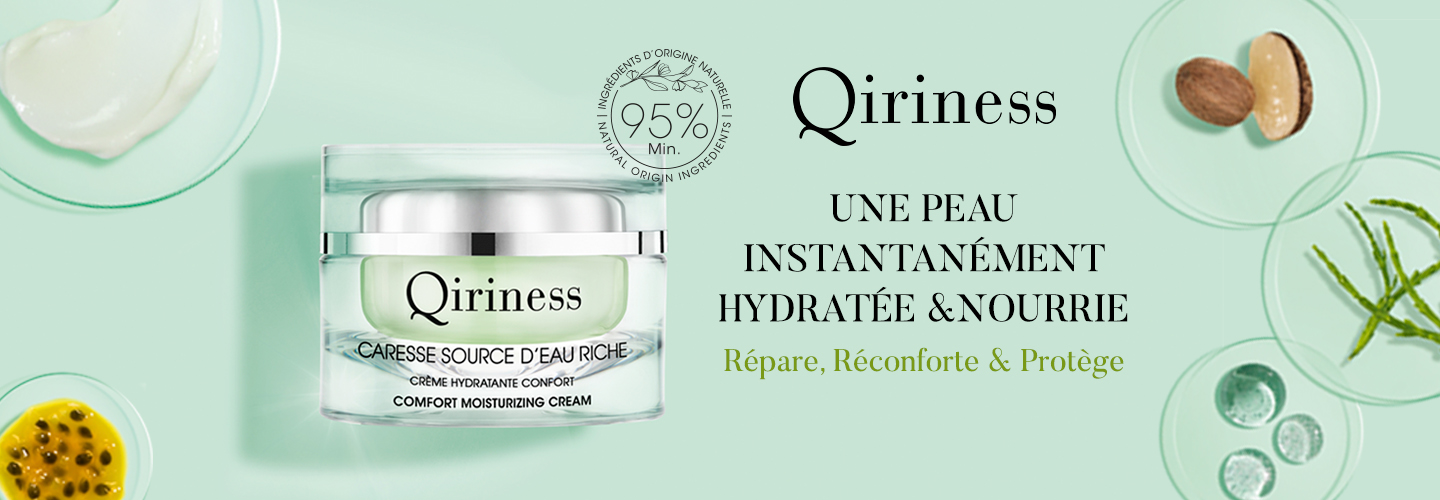 INGRÉDIENTS D'ORIGINE NATURELLE |
95%
Min.
| NATURAL ORIGIN INGREDIENTS
Qiriness
UNE PEAU
INSTANTANÉMENT
HYDRATÉE &NOURRIE
Répare, Réconforte & Protège
Qiriness
CARESSE SOURCE D'EAU RICHE
CRÈME HYDRATANTE CONFORT
COMFORT MOISTURIZING CREAM